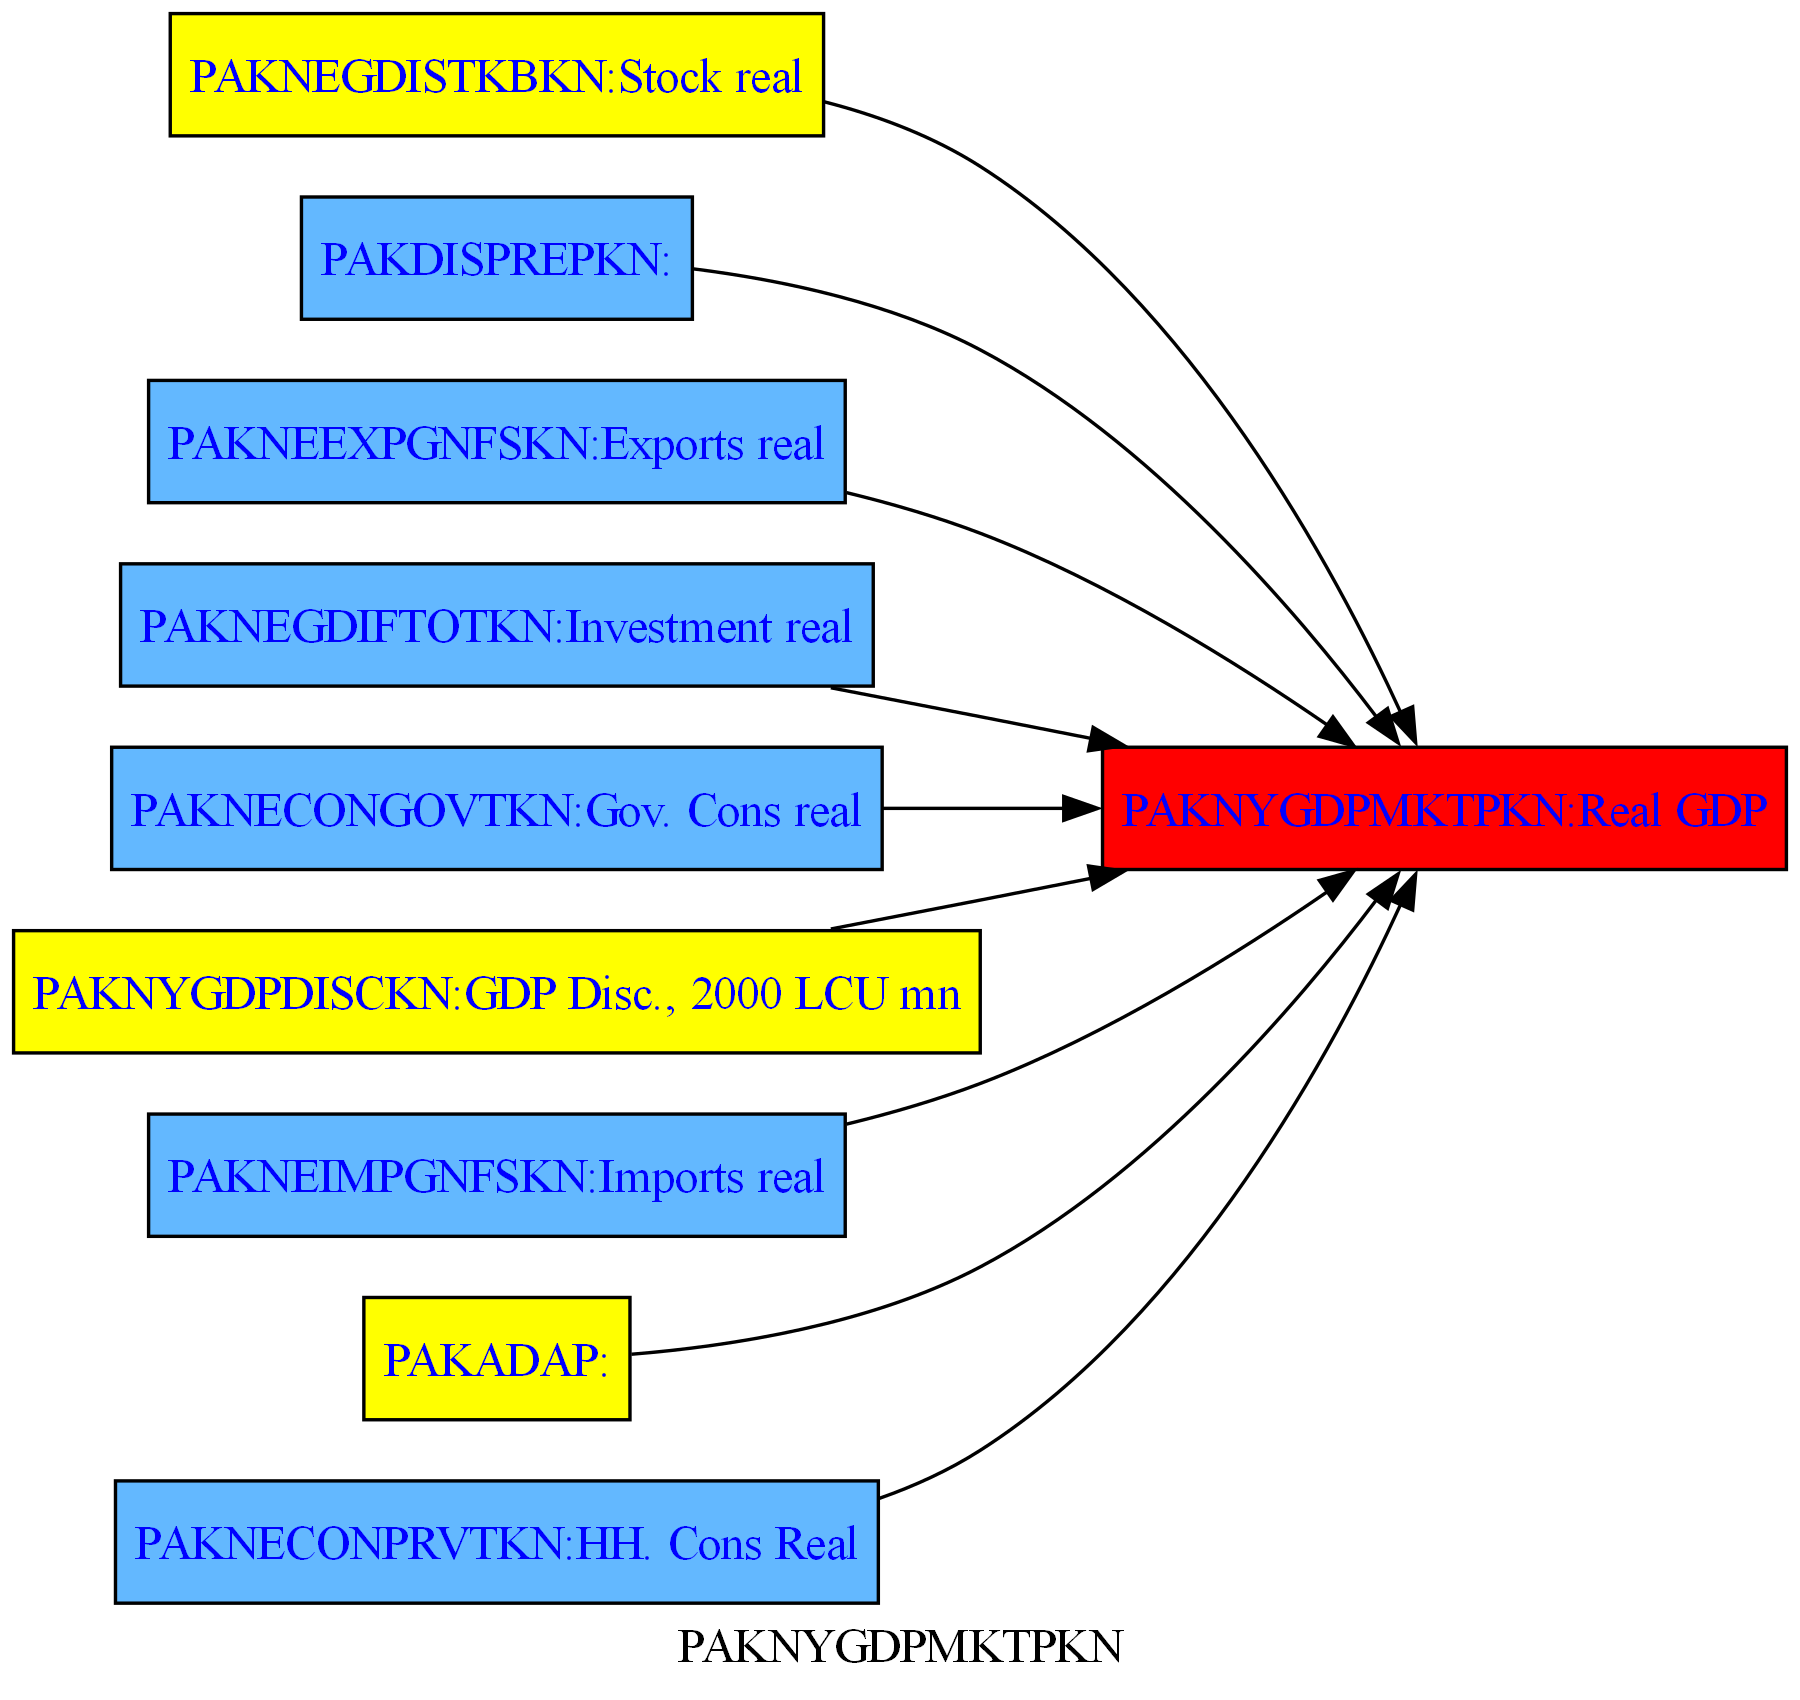 PAKNEGDISTKBKN:Stock real
PAKDISPREPKN:
PAKNEEXPGNFSKN:Exports real
PAKNEGDIFTOTKN:Investment real
PAKNECONGOVTKN:Gov. Cons real
PAKNYGDPMKTPKN:Real GDP
PAKNYGDPDISCKN:GDP Disc., 2000 LCU mn
PAKNEIMPGNFSKN:Imports real
PAKADAP:
PAKNECONPRVTKN:HH. Cons Real
PAKNYGDPMKTPKN